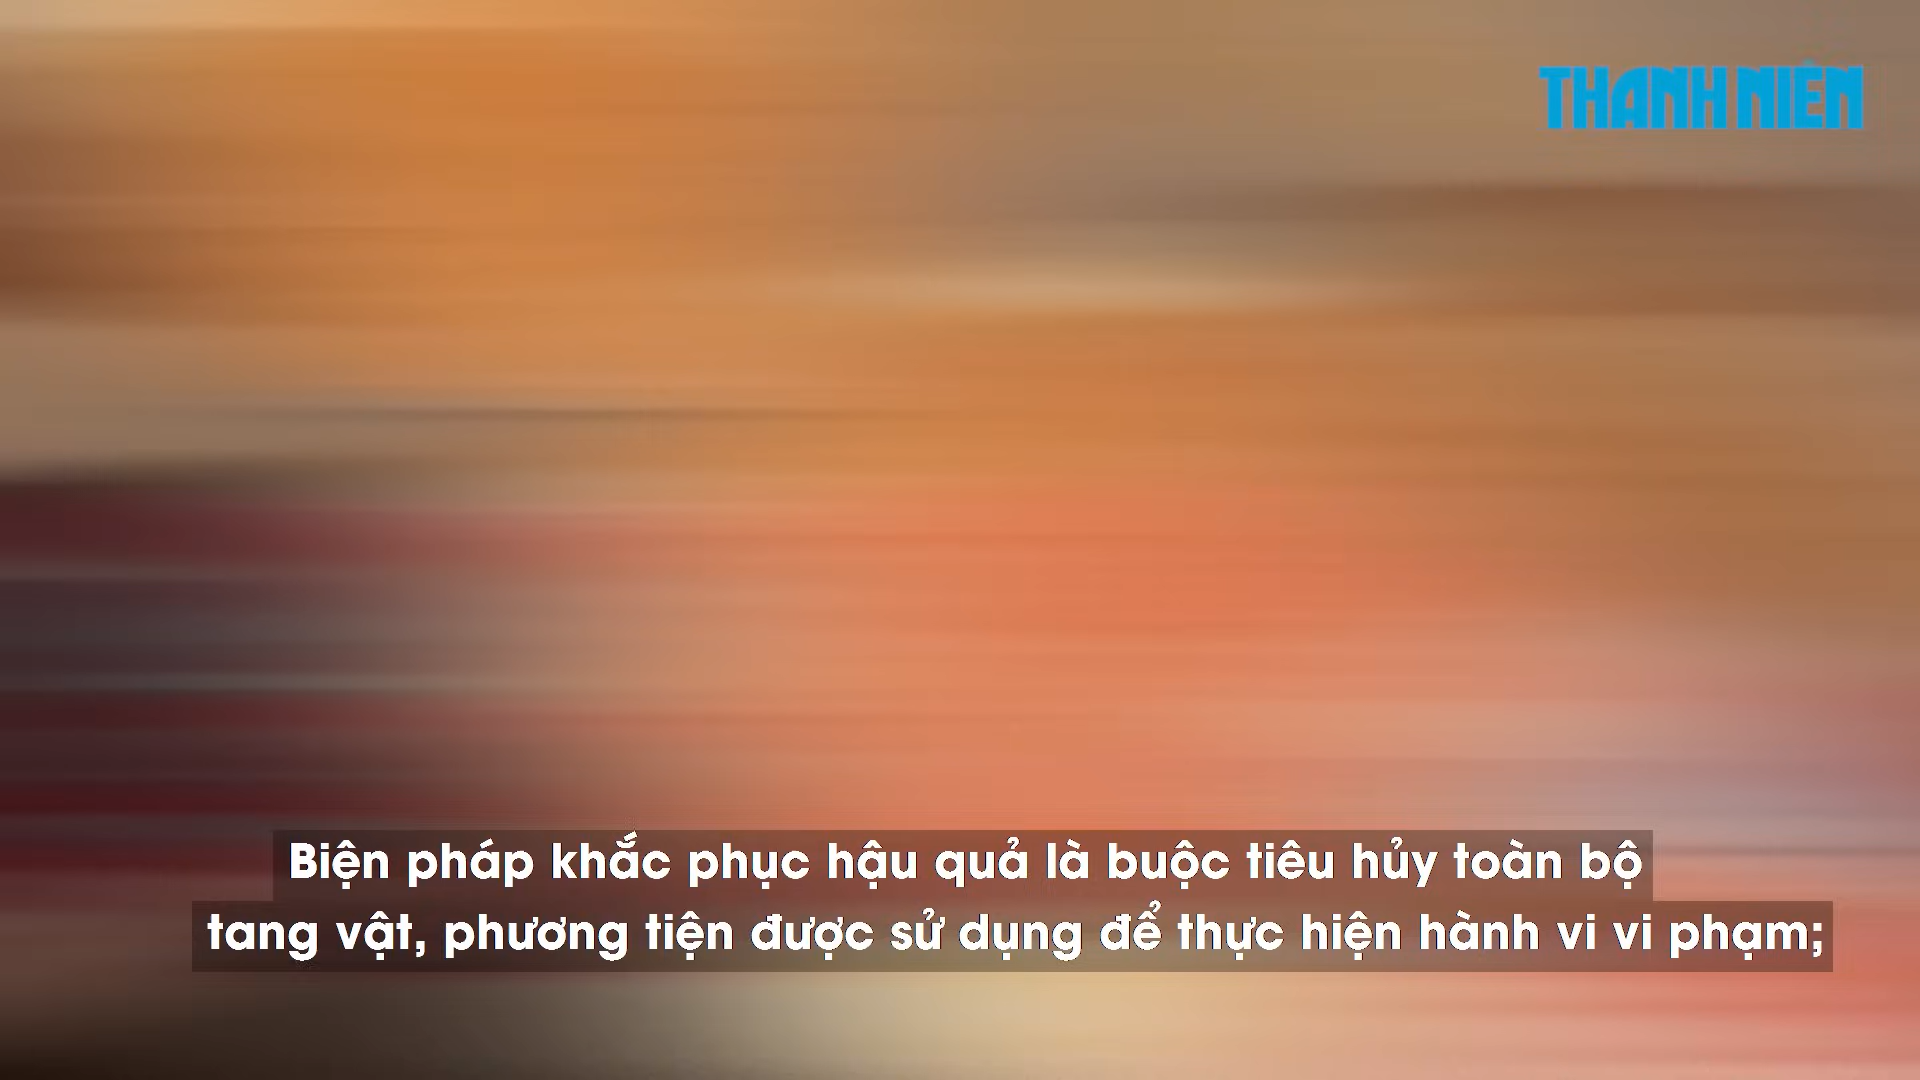 THANH NIÊN
Biện pháp khắc phục hậu quả là buộc tiêu hủy toàn bộ
tang vật, phương tiện được sử dụng để thực hiện hành vi vi phạm;